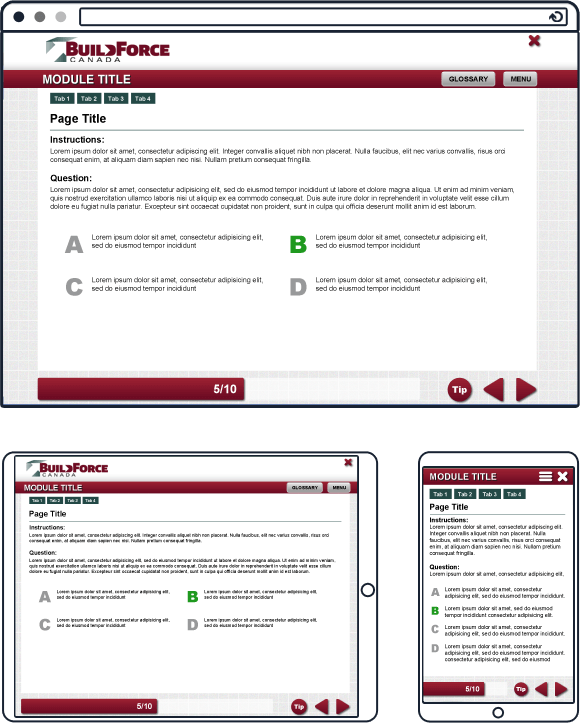 BUILDFORCE
CANADA
MODULE TITLE
GLOSSARY
MENU
Tab 1
Tab 2
Tab 3
Tab 4
Page Title
Instructions:
Lorem ipsum dolor sit amet, consectetur adipiscing elit. Integer convallis aliquet nibh non placerat. Nulla faucibus, elit nec varius convallis, risus orci
consequat enim, at aliquam diam sapien nec nisi. Nullam pretium consequat fringilla.
Question:
Lorem ipsum dolor sit amet, consectetur adipisicing elit, sed do eiusmod tempor incididunt ut labore et dolore magna aliqua. Ut enim ad minim veniam,
quis nostrud exercitation ullamco laboris nisi ut aliquip ex ea commodo consequat. Duis aute irure dolor in reprehenderit in voluptate velit esse cillum
dolore eu fugiat nulla pariatur. Excepteur sint occaecat cupidatat non proident, sunt in culpa qui officia deserunt mollit anim id est laborum.
A
Lorem ipsum dolor sit amet, consectetur adipisicing elit,
sed do eiusmod tempor incididunt
B
Lorem ipsum dolor sit amet, consectetur adipisicing elit,
sed do eiusmod tempor incididunt
C
Lorem ipsum dolor sit amet, consectetur adipisicing elit,
sed do eiusmod tempor incididunt
D
Lorem ipsum dolor sit amet, consectetur adipisicing elit,
sed do eiusmod tempor incididunt
5/10
Tip
BUILDFORCE
CANADA
MODULE TITLE
GLOSSARY
MENU
Tab 1
Tab 2
Tab 3
Tab 4
Page Title
Instructions:
Lorem ipsum dolor sit amet, consectetur adipiscing elit. Integer convallis aliquet nibh non placerat. Nulla faucibus, elit nec varius convallis, risus orci
consequat enim, at aliquam diam sapien nec nisi. Nullam pretium consequat fringilla.
Question:
Lorem ipsum dolor sit amet, consectetur adipisicing elit, sed do eiusmod tempor incididunt ut labore et dolore magna aliqua. Ut enim ad minim veniam,
quis nostrud exercitation ullamco laboris nisi ut aliquip ex ea commodo consequat. Duis aute irure dolor in reprehenderit in voluptate velit esse cillum
dolore eu fugiat nulla pariatur. Excepteur sint occaecat cupidatat non proident, sunt in culpa qui officia deserunt mollit anim id est laborum.
A
Lorem ipsum dolor sit amet, consectetur adipisicing elit,
sed do eiusmod tempor incididunt
B
Lorem ipsum dolor sit amet, consectetur adipisicing elit,
sed do eiusmod tempor incididunt
C
Lorem ipsum dolor sit amet, consectetur adipisicing elit,
sed do eiusmod tempor incididunt
D
Lorem ipsum dolor sit amet, consectetur adipisicing elit,
sed do eiusmod tempor incididunt
5/10
Tip
MODULE TITLE
Tab 1
Tab 2
Tab 3
Tab 4
Page Title
Instructions:
Lorem ipsum dolor sit amet, consectetur adipiscing elit.
Integer convallis aliquet nibh non placerat. Nulla
faucibus, elit nec varius convallis, risus orci consequat
enim, at aliquam diam sapien nec nisi. Nullam pretium
consequat fringilla.
Question:
Lorem ipsum dolor sit amet, consectetur adipisicing elit.
A
Lorem ipsum dolor sit amet, consectetur
adipisicing elit, sed do eiusmod tempor incididunt.
B
Lorem ipsum dolor sit amet, sed do eiusmod
tempor incididunt consectetur adipisicing elit.
C
Lorem ipsum dolor sit amet, consectetur
adipisicing elit, sed do eiusmod tempor incididunt.
D
Lorem ipsum dolor sit amet, consectetur
adipisicing elit, sed do eiusmod tempor incididunt.
consectetur adipisicing elit, sed do eiusmod
5/10
Tip